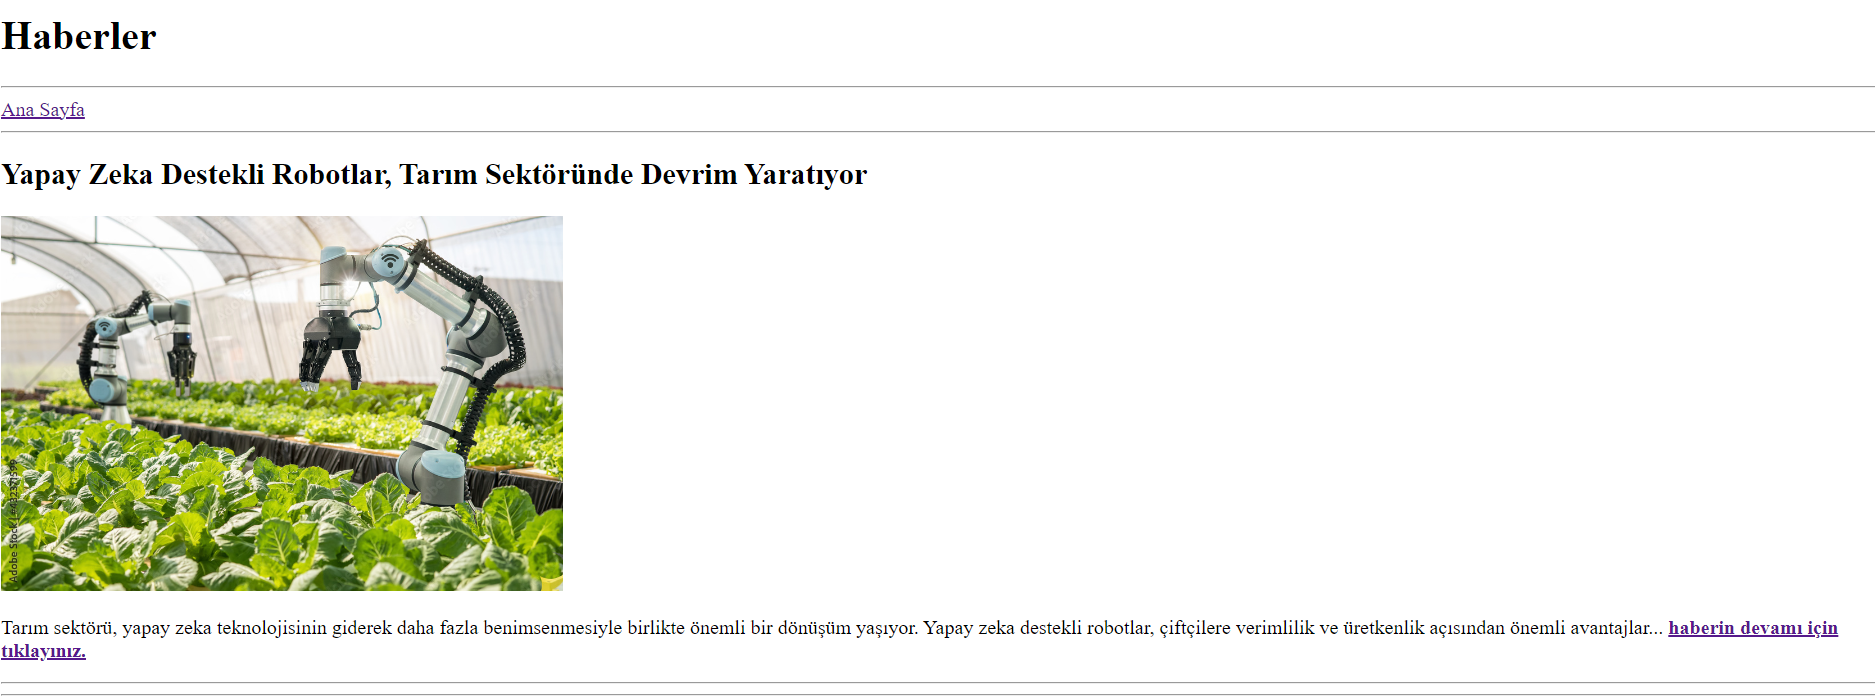 Haberler
Ana Sayfa
Yapay Zeka Destekli Robotlar, Tarım Sektöründe Devrim Yaratıyor
Adobe Stock | #432371599
Tarım sektörü, yapay zeka teknolojisinin giderek daha fazla benimsenmesiyle birlikte önemli bir dönüşüm yaşıyor. Yapay zeka destekli robotlar, çiftçilere verimlilik ve üretkenlik açısından önemli avantajlar... haberin devamı için
tıklayınız.